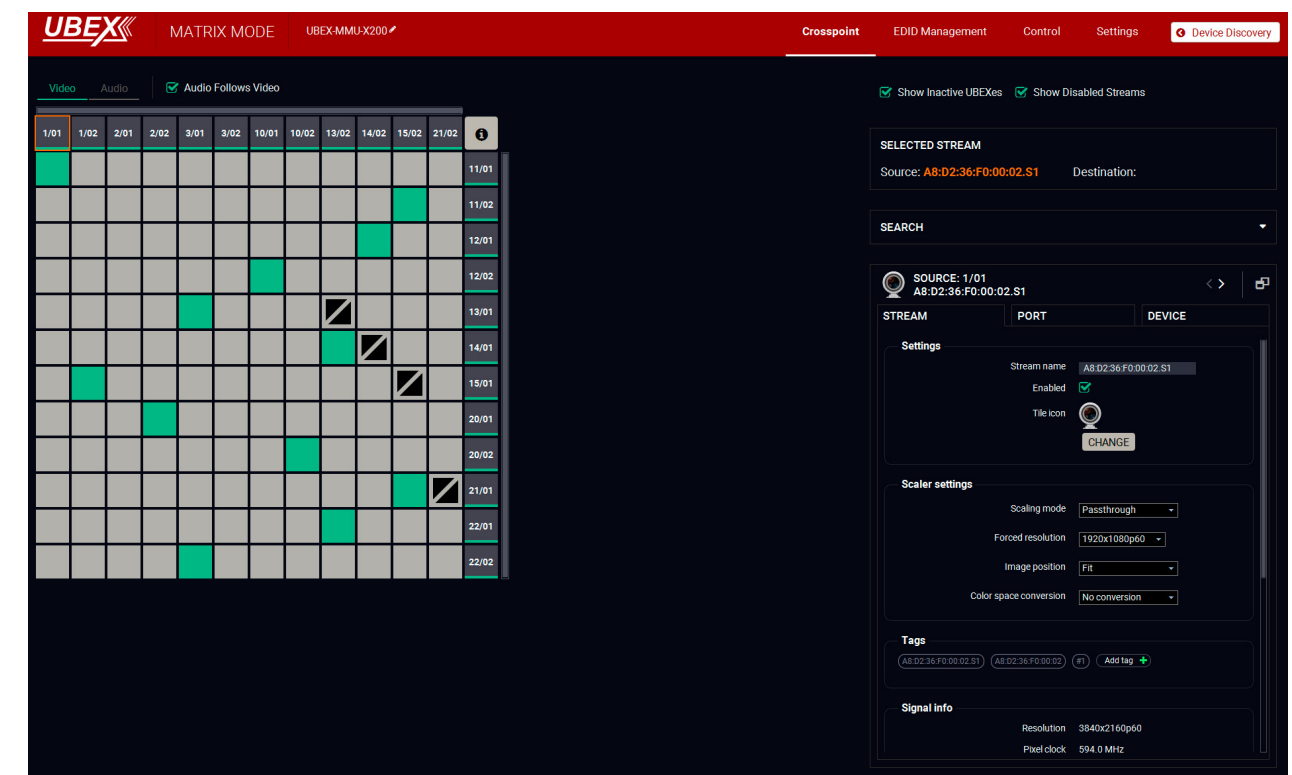 UBEX MATRIX MODE UBEX-MMU-X200 Crosspoint EDID Management Control Settings Device Discovery
Video Audio Audio Follows Video Show Inactive UBEXes Show Disabled Streams
1/01 1/02 2/01 2/02 3/01 3/02 10/01 10/02 13/02 14/02 15/02 21/02
11/01
11/02
12/01
12/02
13/01
14/01
15/01
20/01
20/02
21/01
22/01
22/02
SELECTED STREAM
Source: A8:D2:36:F0:00:02.S1 Destination:
SEARCH
SOURCE: 1/01
A8:D2:36:F0:00:02.S1
STREAM PORT DEVICE
Settings
Stream name A8:D2:36:F0:00:02.S1
Enabled
Tile icon
CHANGE
Scaler settings
Scaling mode Passthrough
Forced resolution 1920x1080p60
Image position Fit
Color space conversion No conversion
Tags
A8:D2:36:F0:00:02.S1 A8:D2:36:F0:00:02 #1 Add tag
Signal info
Resolution 3840x2160p60
Pixel clock 594.0 MHz